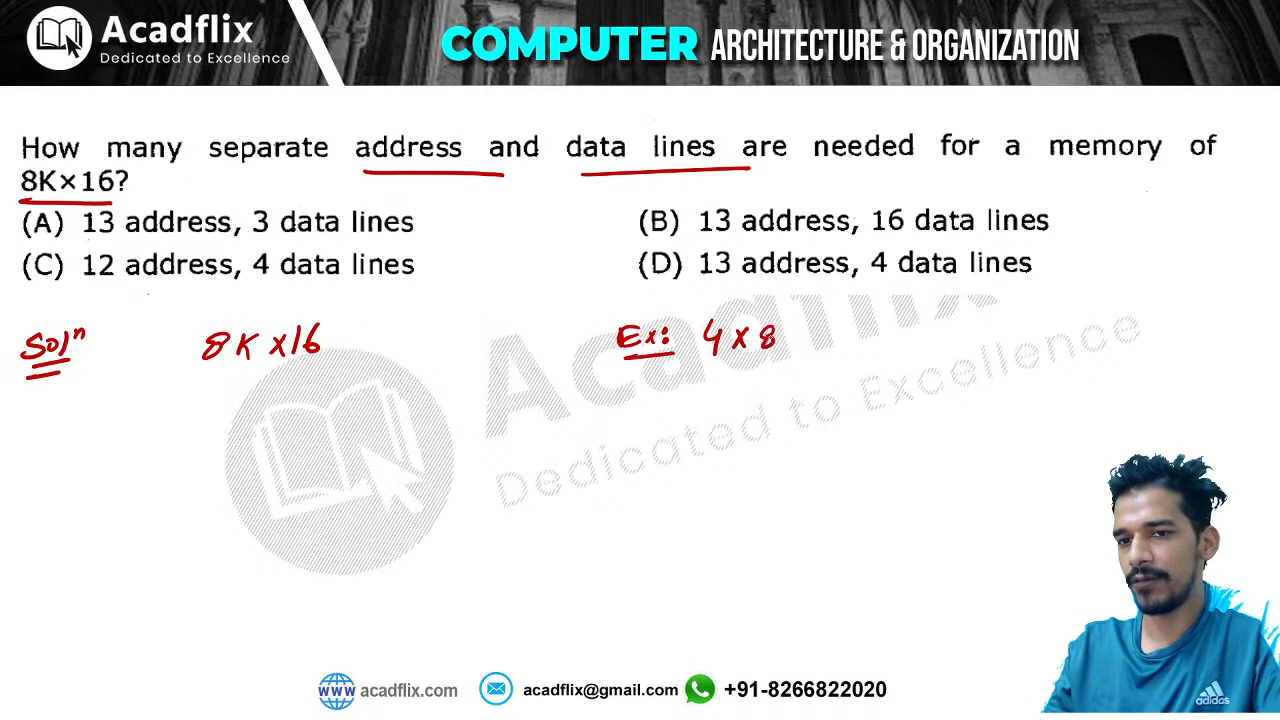 Acadflix
Dedicated to Excellence
COMPUTER ARCHITECTURE & ORGANIZATION
How many separate address and data lines are needed for a memory of
8K×16?
(A) 13 address, 3 data lines
(B) 13 address, 16 data lines
(C) 12 address, 4 data lines
(D) 13 address, 4 data lines
Solⁿ 8K×16 Ex: 4×8
Acadflix
Dedicated to Excellence
adidas
www acadflix.com acadflix@gmail.com +91-8266822020